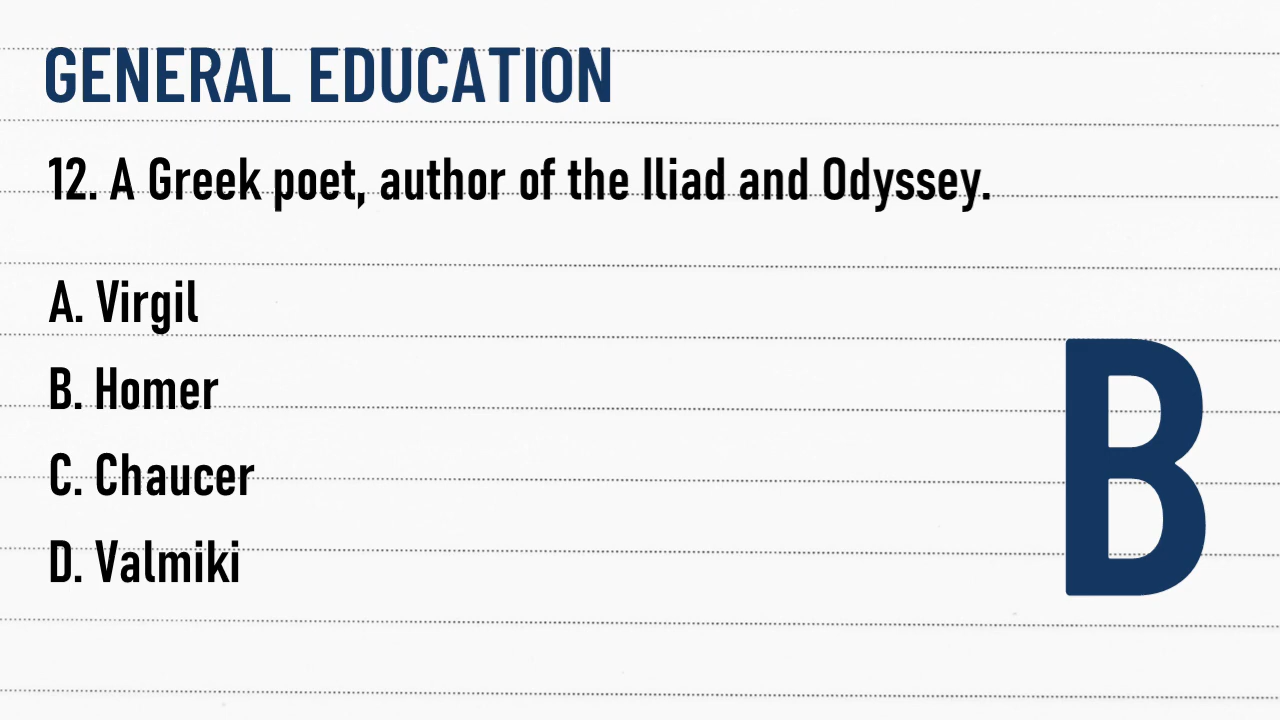 GENERAL EDUCATION
12. A Greek poet, author of the Iliad and Odyssey.
A. Virgil
B. Homer
C. Chaucer
D. Valmiki
B